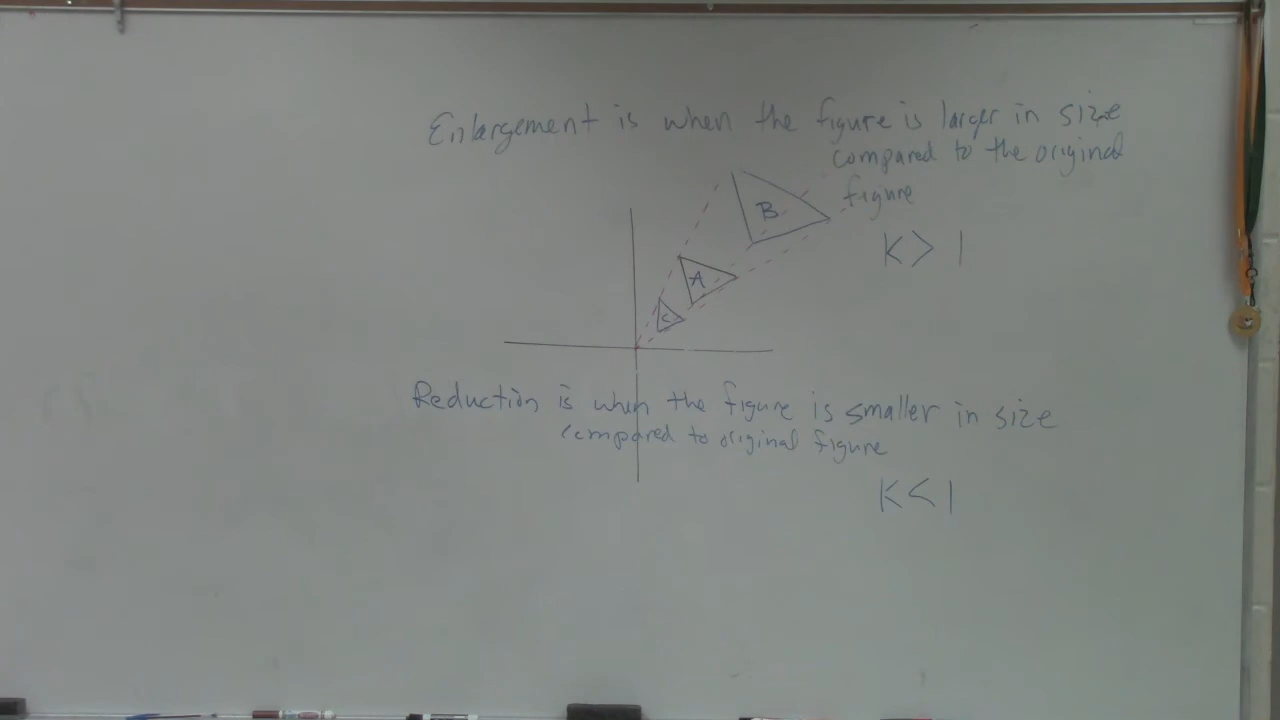 Enlargement is when the figure is larger in size
compared to the original
figure
B
K > 1
A
C
Reduction is when the figure is smaller in size
compared to original figure
K < 1